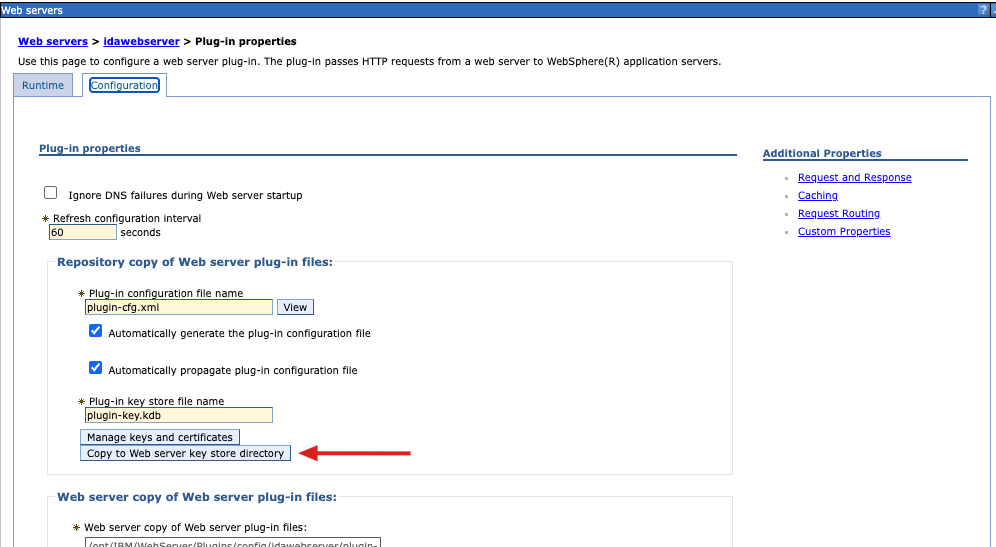 Web servers ?
Web servers > idawebserver > Plug-in properties
Use this page to configure a web server plug-in. The plug-in passes HTTP requests from a web server to WebSphere(R) application servers.
Runtime Configuration
Plug-in properties
Ignore DNS failures during Web server startup
* Refresh configuration interval
60 seconds
Repository copy of Web server plug-in files:
* Plug-in configuration file name
plugin-cfg.xml View
Automatically generate the plug-in configuration file
Automatically propagate plug-in configuration file
* Plug-in key store file name
plugin-key.kdb
Manage keys and certificates
Copy to Web server key store directory
Web server copy of Web server plug-in files:
* Web server copy of Web server plug-in files:
/opt/IBM/WebServer/Plugins/config/idawebserver/plugin-
Additional Properties
Request and Response
Caching
Request Routing
Custom Properties